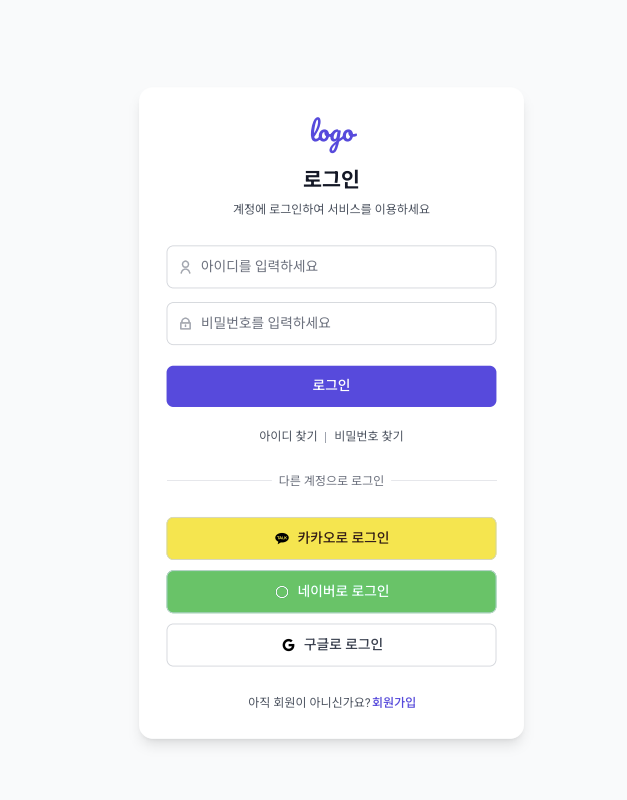 logo
로그인
계정에 로그인하여 서비스를 이용하세요
아이디를 입력하세요
비밀번호를 입력하세요
로그인
아이디 찾기 | 비밀번호 찾기
다른 계정으로 로그인
TALK 카카오로 로그인
네이버로 로그인
G 구글로 로그인
아직 회원이 아니신가요? 회원가입